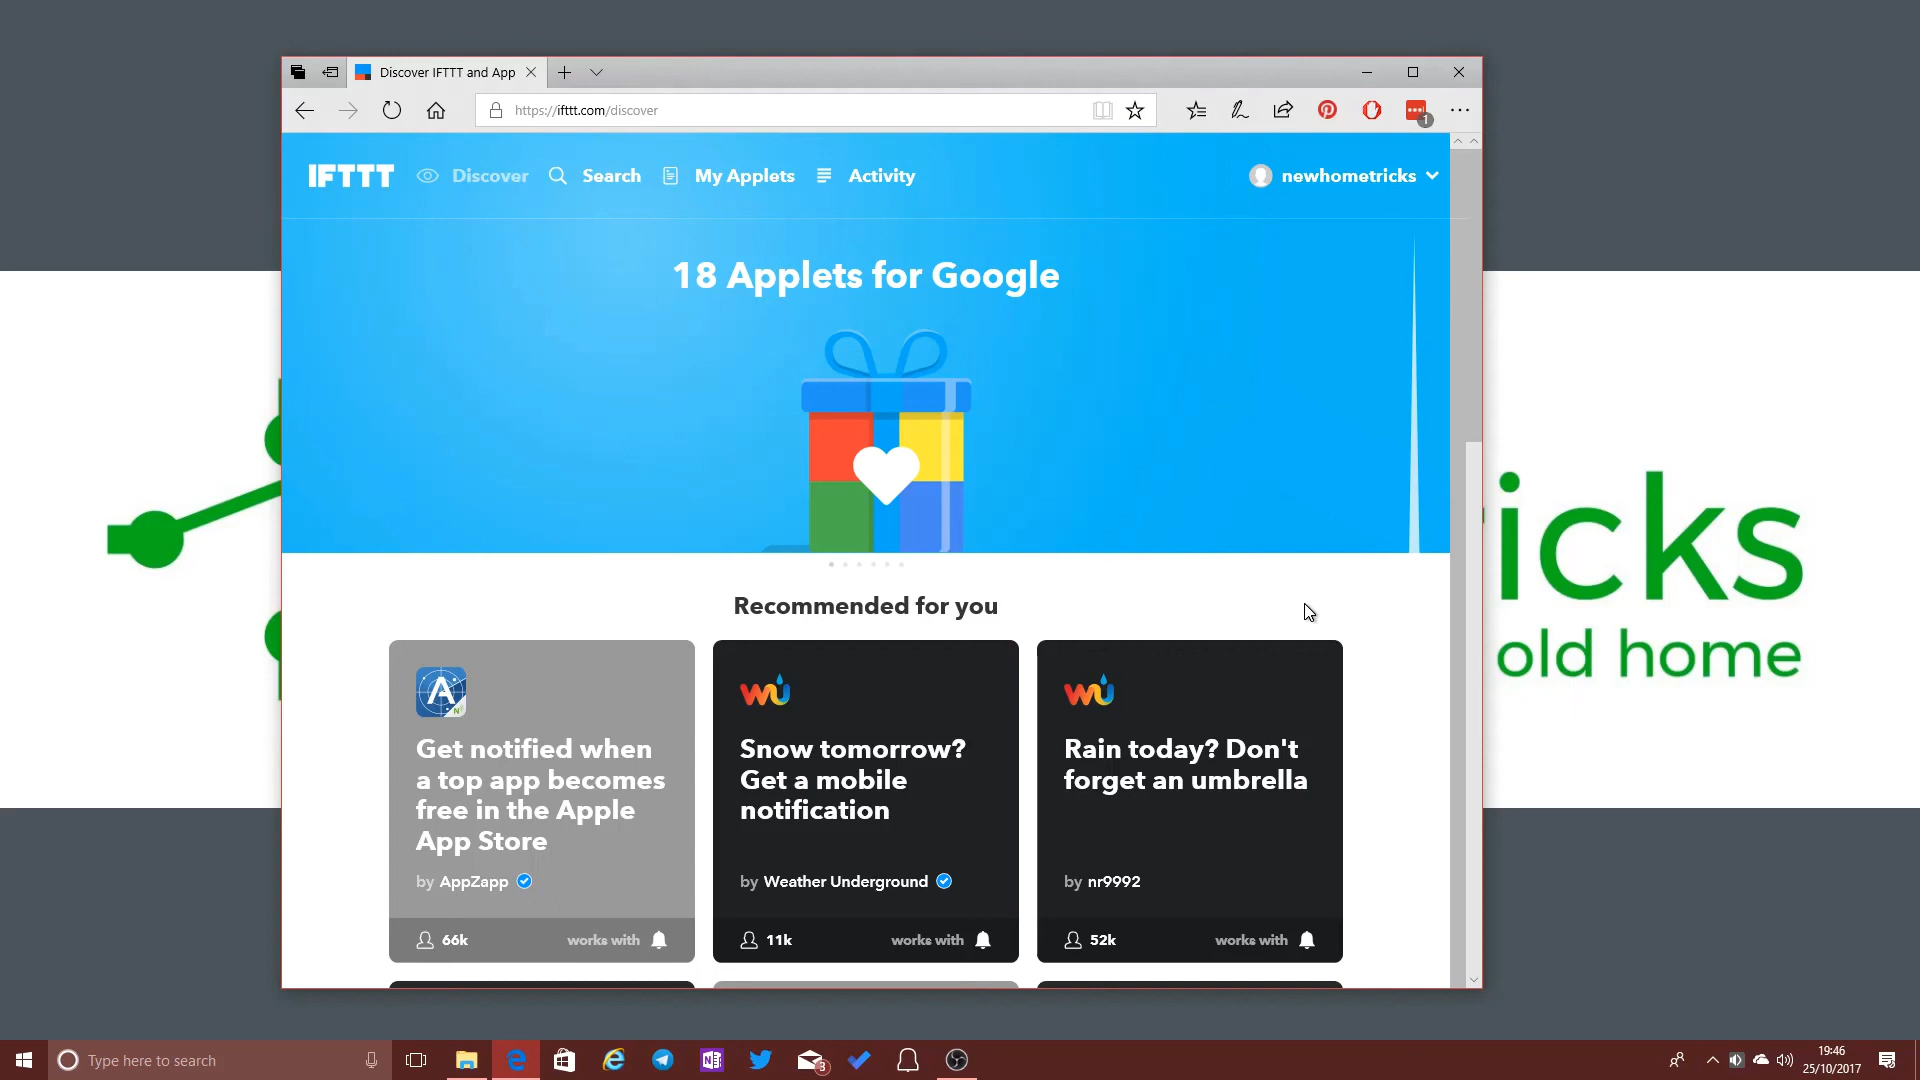 Discover IFTTT and App
https://ifttt.com/discover
1
IFTTT Discover Search My Applets Activity newhometricks
18 Applets for Google
Recommended for you
Get notified when
a top app becomes
free in the Apple
App Store
by AppZapp
66k works with
Snow tomorrow?
Get a mobile
notification
by Weather Underground
11k works with
Rain today? Don't
forget an umbrella
by nr9992
52k works with
ricks
old home
Type here to search
3
19:46
25/10/2017